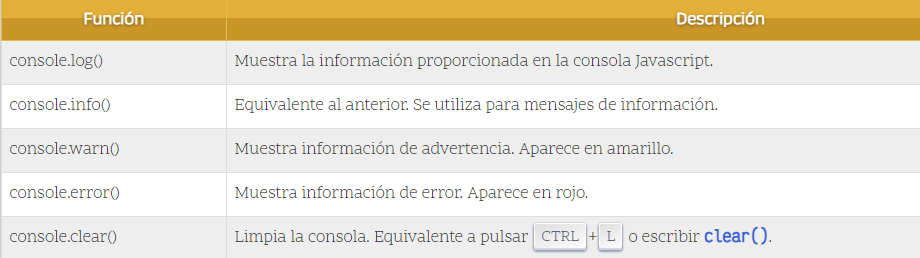 Función Descripción
console.log() Muestra la información proporcionada en la consola Javascript.
console.info() Equivalente al anterior. Se utiliza para mensajes de información.
console.warn() Muestra información de advertencia. Aparece en amarillo.
console.error() Muestra información de error. Aparece en rojo.
console.clear() Limpia la consola. Equivalente a pulsar CTRL + L o escribir clear().